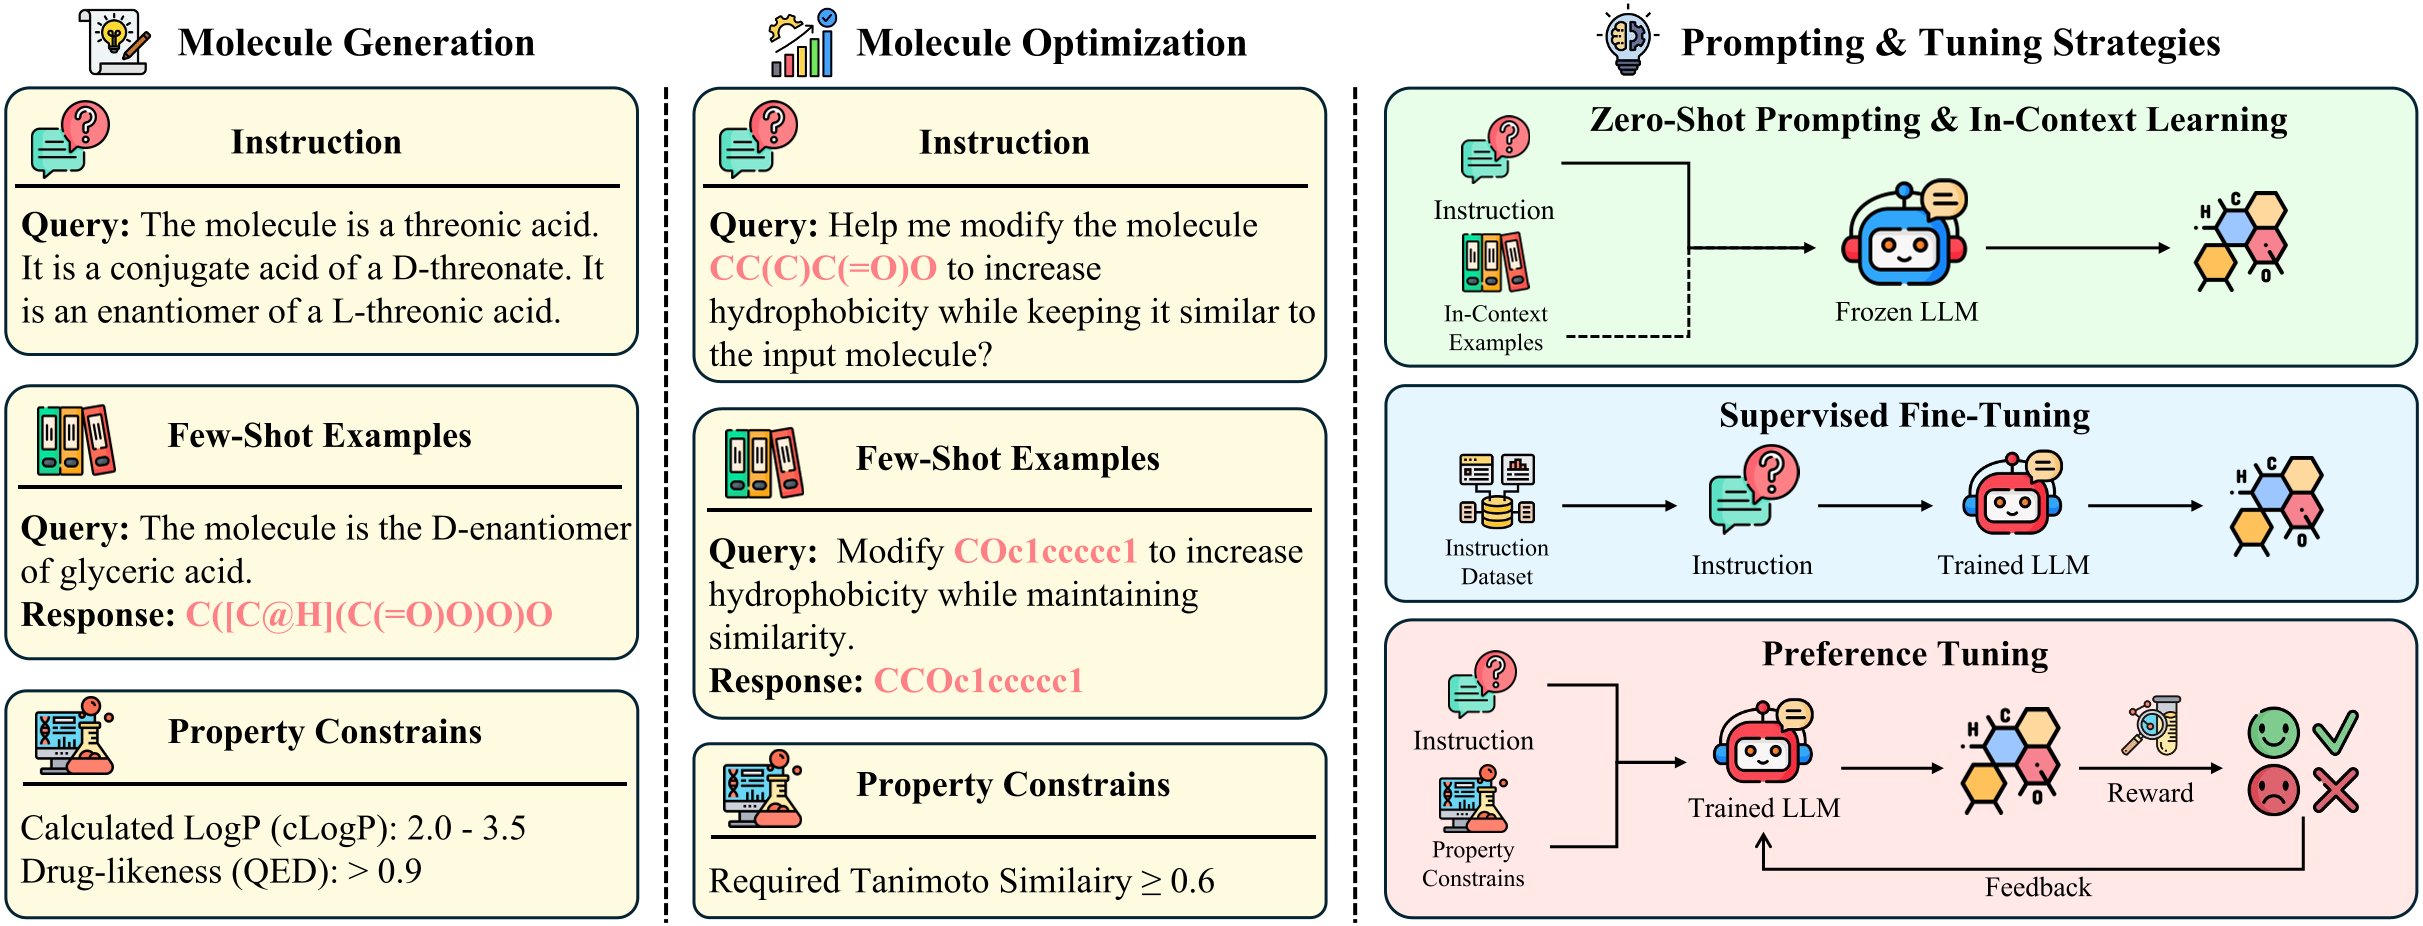 Molecule Generation
Instruction
Query: The molecule is a threonic acid.
It is a conjugate acid of a D-threonate. It
is an enantiomer of a L-threonic acid.
Few-Shot Examples
Query: The molecule is the D-enantiomer
of glyceric acid.
Response: C([C@H](C(=O)O)O)O
Property Constrains
Calculated LogP (cLogP): 2.0 - 3.5
Drug-likeness (QED): > 0.9
Molecule Optimization
Instruction
Query: Help me modify the molecule
CC(C)C(=O)O to increase
hydrophobicity while keeping it similar to
the input molecule?
Few-Shot Examples
Query: Modify COc1ccccc1 to increase
hydrophobicity while maintaining
similarity.
Response: CCOc1ccccc1
Property Constrains
Required Tanimoto Similairy ≥ 0.6
Prompting & Tuning Strategies
Zero-Shot Prompting & In-Context Learning
Instruction
In-Context
Examples
Frozen LLM
H
C
O
Supervised Fine-Tuning
Instruction
Dataset
Instruction
Trained LLM
H
C
O
Preference Tuning
Instruction
Property
Constrains
Trained LLM
H
C
O
Reward
Feedback